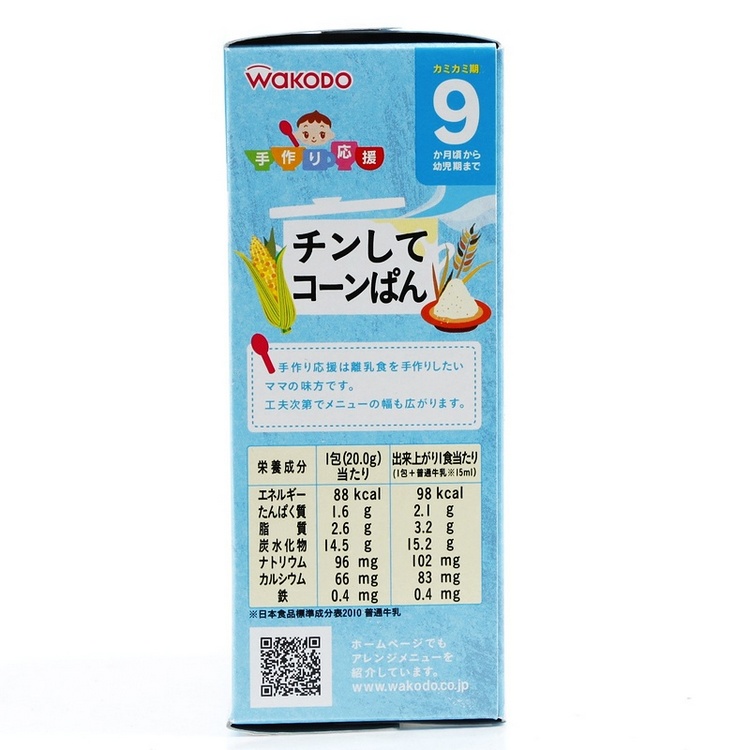 WAKODO
カミカミ期
9
か月頃から
幼児期まで
手作り応援
チンして
コーンぱん
手作り応援は離乳食を手作りしたい
ママの味方です。
工夫次第でメニューの幅も広がります。
栄養成分 1包(20.0g)当たり 出来上がり1食当たり(1包+普通牛乳※15ml)
エネルギー 88 kcal 98 kcal
たんぱく質 1.6 g 2.1 g
脂質 2.6 g 3.2 g
炭水化物 14.5 g 15.2 g
ナトリウム 96 mg 102 mg
カルシウム 66 mg 83 mg
鉄 0.4 mg 0.4 mg
※日本食品標準成分表2010 普通牛乳
ホームページでも
アレンジメニューを
紹介しています。
www.wakodo.co.jp